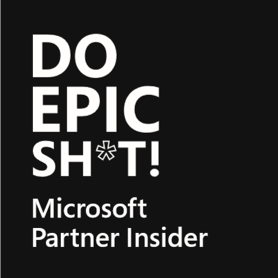 DO
EPIC
SH*T!
Microsoft
Partner Insider